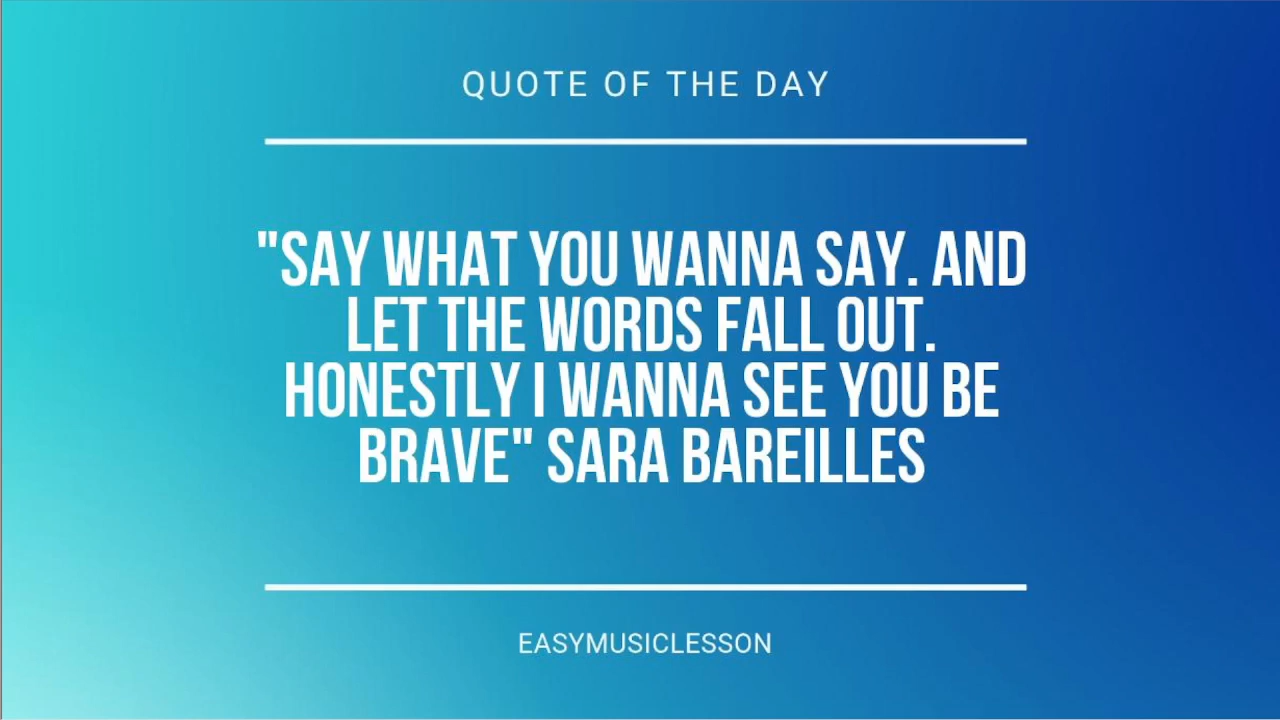 QUOTE OF THE DAY
"SAY WHAT YOU WANNA SAY. AND
LET THE WORDS FALL OUT.
HONESTLY I WANNA SEE YOU BE
BRAVE" SARA BAREILLES
EASYMUSICLESSON